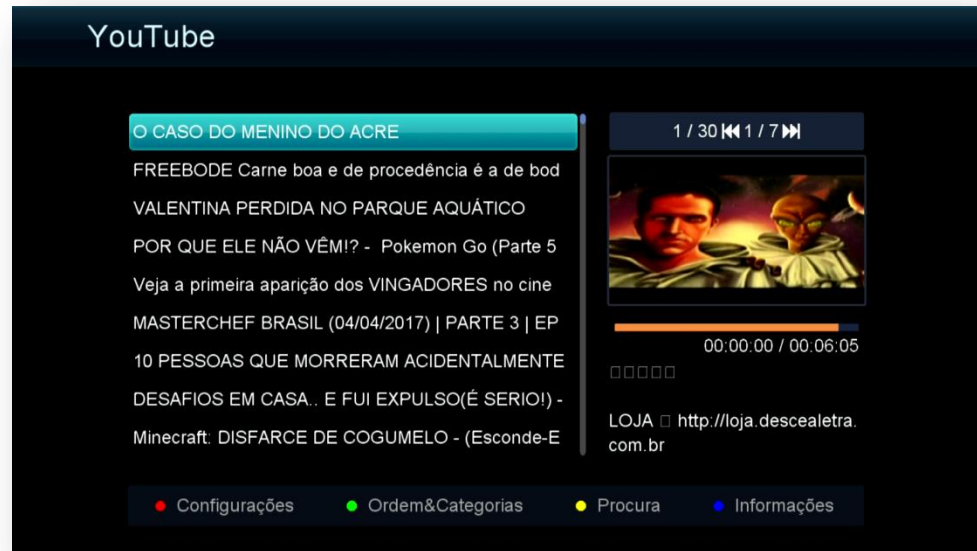 YouTube
O CASO DO MENINO DO ACRE
FREEBODE Carne boa e de procedência é a de bod
VALENTINA PERDIDA NO PARQUE AQUÁTICO
POR QUE ELE NÃO VÊM!? - Pokemon Go (Parte 5
Veja a primeira aparição dos VINGADORES no cine
MASTERCHEF BRASIL (04/04/2017) | PARTE 3 | EP
10 PESSOAS QUE MORRERAM ACIDENTALMENTE
DESAFIOS EM CASA.. E FUI EXPULSO(É SERIO!) -
Minecraft: DISFARCE DE COGUMELO - (Esconde-E
1 / 30 ⏮ 1 / 7 ⏭
00:00:00 / 00:06:05
□□□□□
LOJA □ http://loja.descealetra.
com.br
Configurações
Ordem&Categorias
Procura
Informações